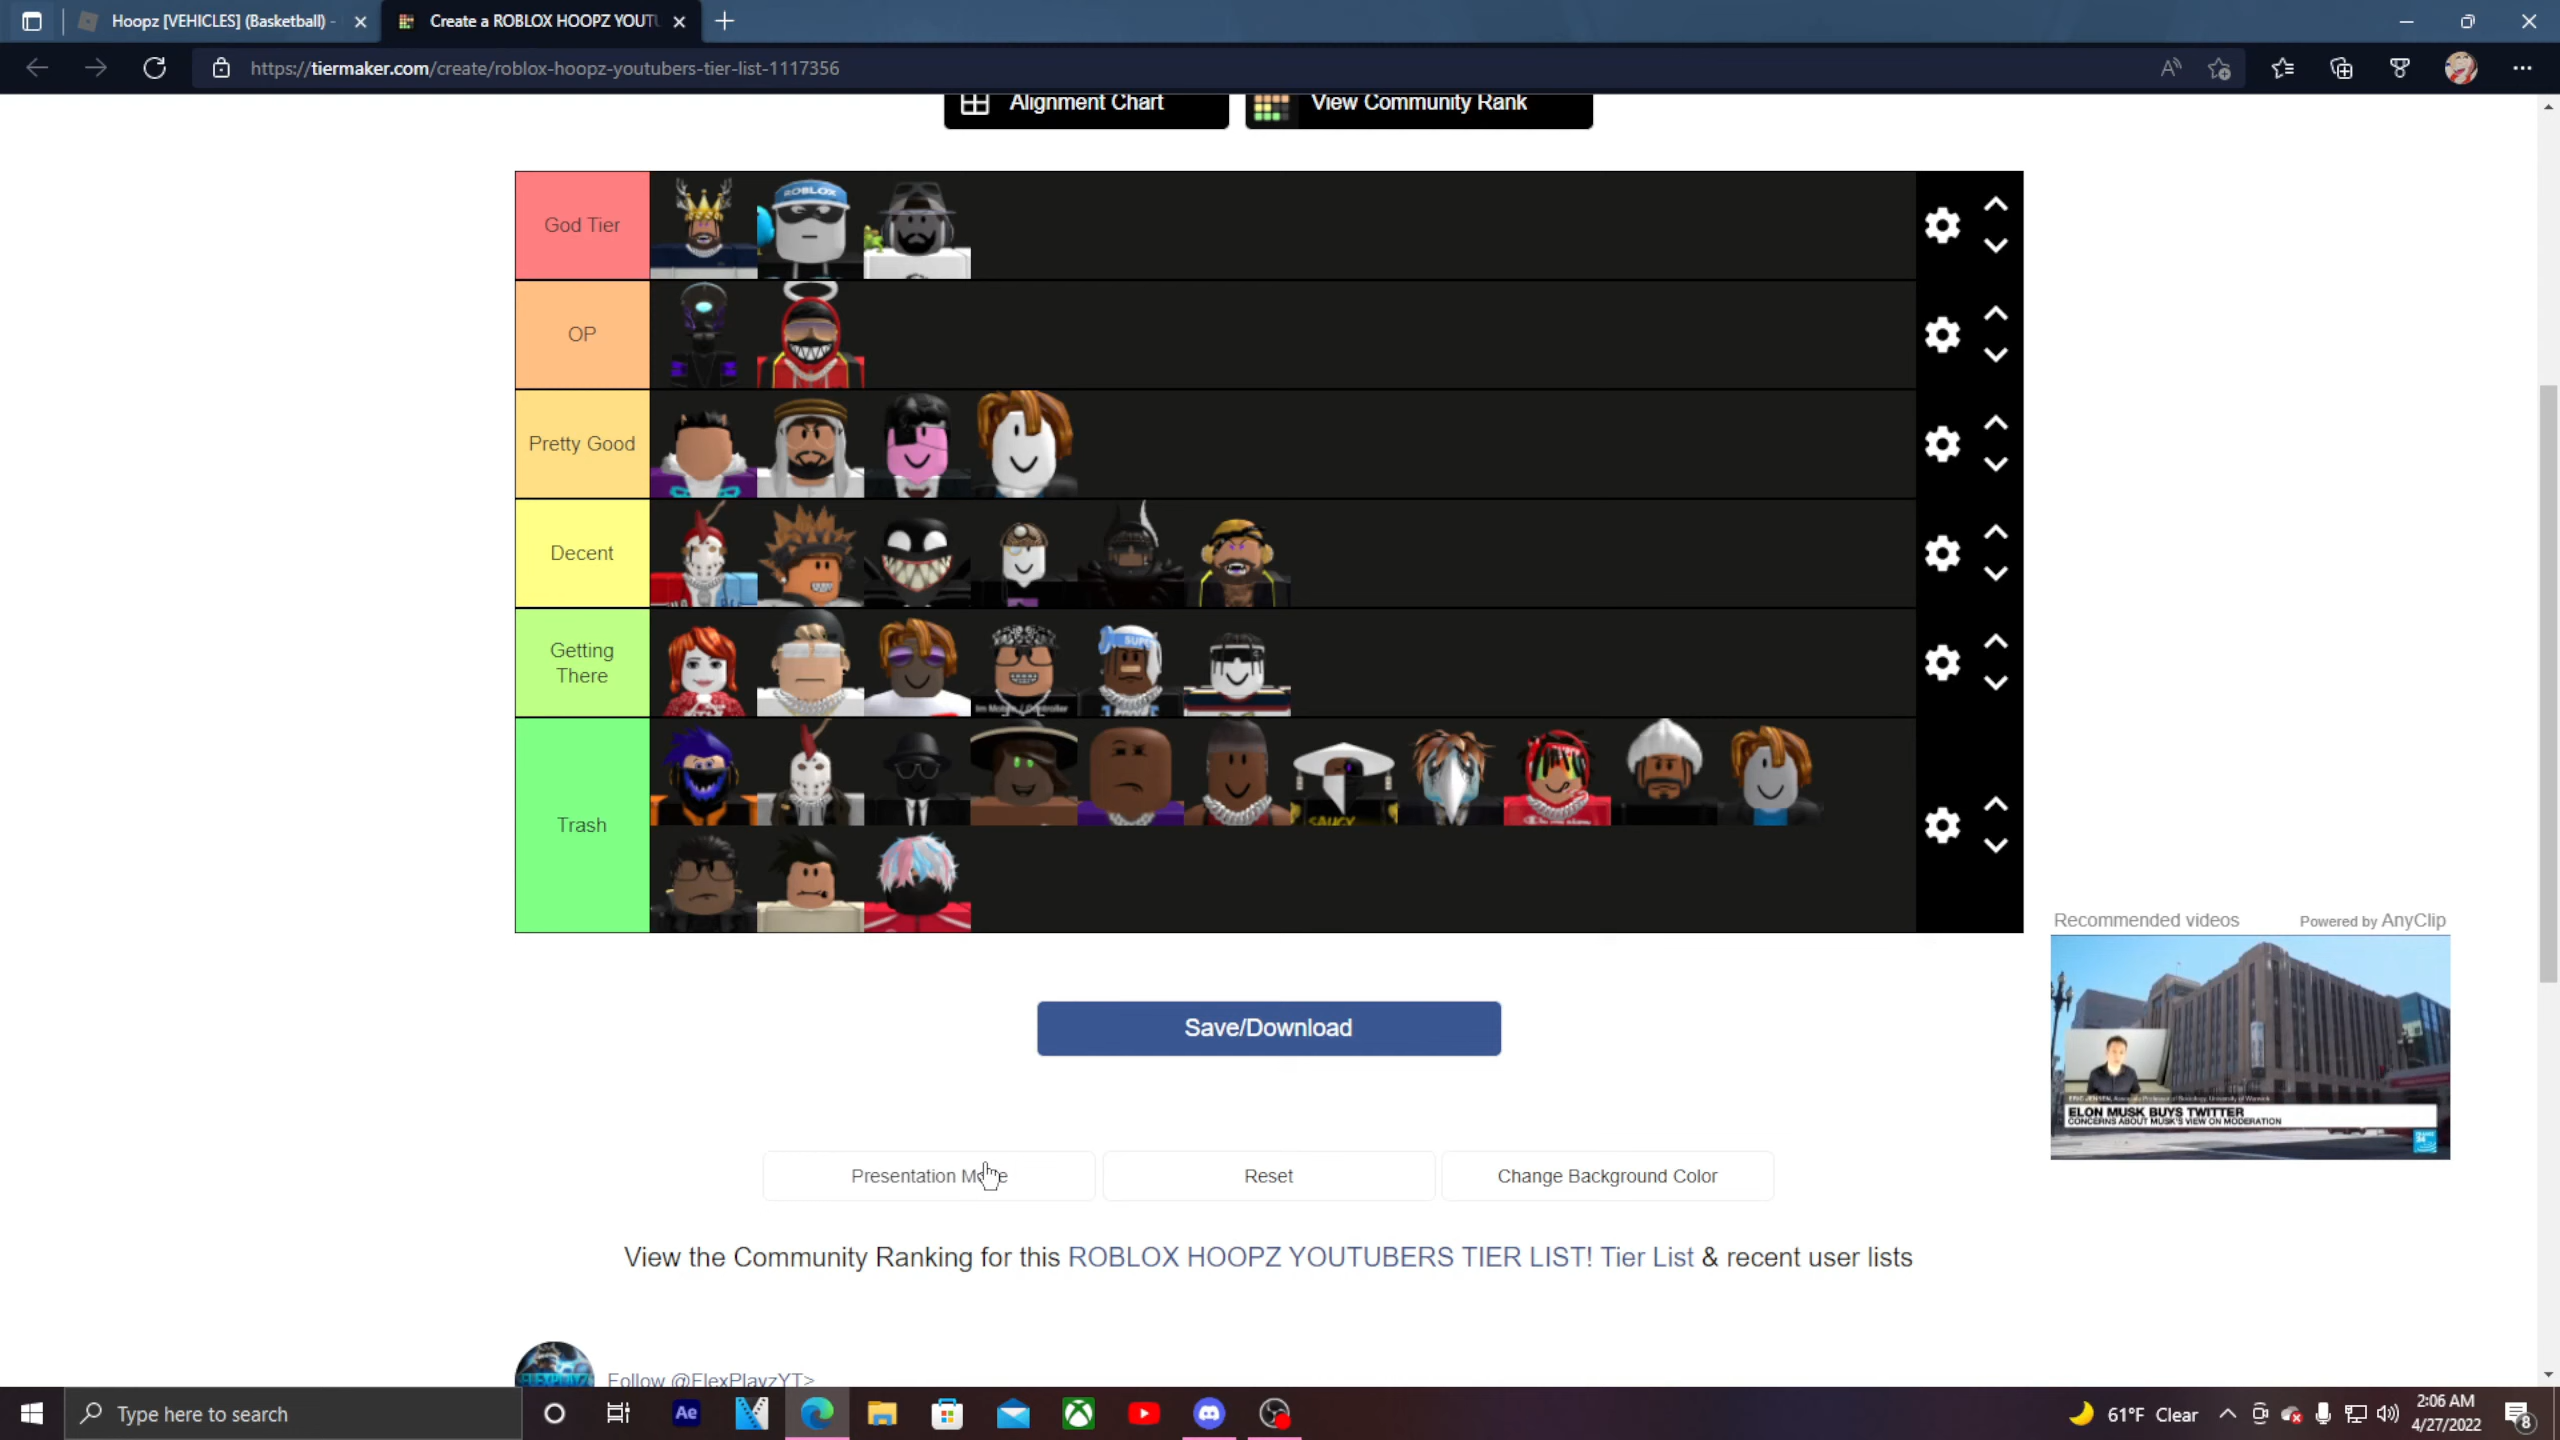 Hoopz [VEHICLES] (Basketball) -
Create a ROBLOX HOOPZ YOUTU
https://tiermaker.com/create/roblox-hoopz-youtubers-tier-list-1117356
Alignment Chart
View Community Rank
God Tier
ROBLOX
OP
Pretty Good
Decent
Getting
There
Trash
SAUCY
Recommended videos
Powered by AnyClip
ELON MUSK BUYS TWITTER
CONCERNS ABOUT MUSK'S VIEW ON MODERATION
Save/Download
Presentation M e
Reset
Change Background Color
View the Community Ranking for this ROBLOX HOOPZ YOUTUBERS TIER LIST! Tier List & recent user lists
Follow @FlexPlayzYT>
Type here to search
Ae
61°F Clear
2:06 AM
4/27/2022
8